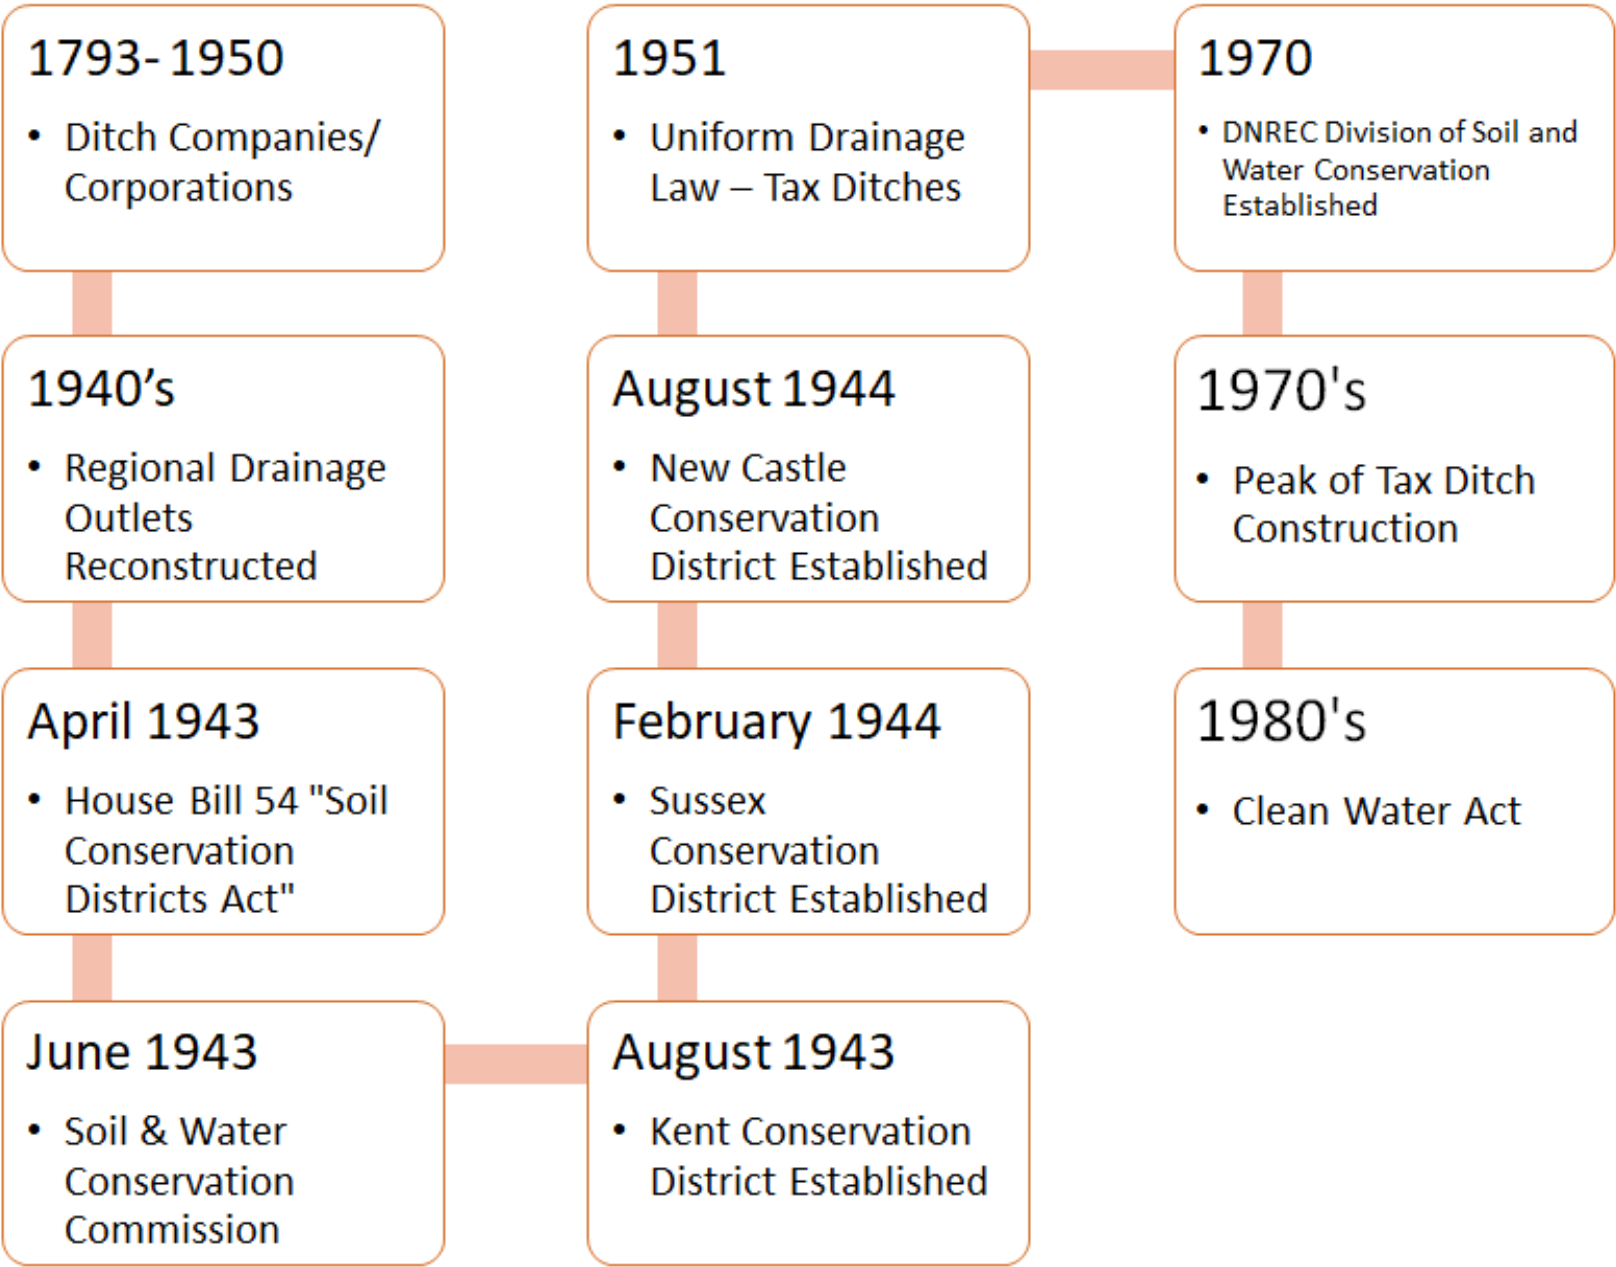 1793-1950
• Ditch Companies/
Corporations
1940’s
• Regional Drainage
Outlets
Reconstructed
April 1943
• House Bill 54 "Soil
Conservation
Districts Act"
June 1943
• Soil & Water
Conservation
Commission
August 1943
• Kent Conservation
District Established
February 1944
• Sussex
Conservation
District Established
August 1944
• New Castle
Conservation
District Established
1951
• Uniform Drainage
Law – Tax Ditches
1970
• DNREC Division of Soil and
Water Conservation
Established
1970's
• Peak of Tax Ditch
Construction
1980's
• Clean Water Act